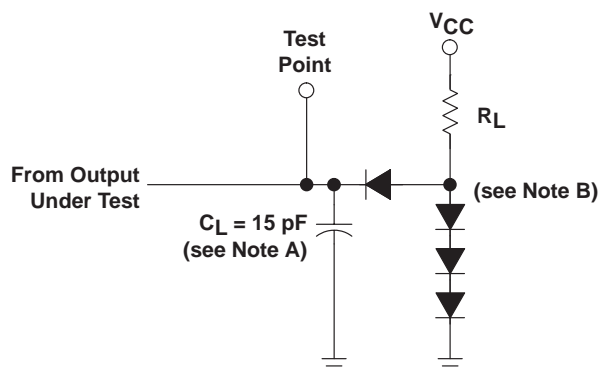 Test
Point
VCC
RL
From Output
Under Test
(see Note B)
CL = 15 pF
(see Note A)